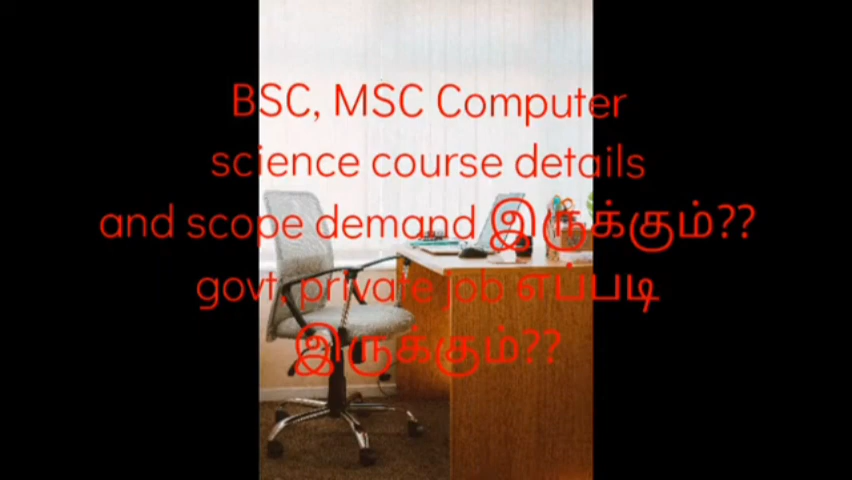 BSC, MSC Computer
science course details
and scope demand இருக்கும்??
govt, private job எப்படி
இருக்கும்??